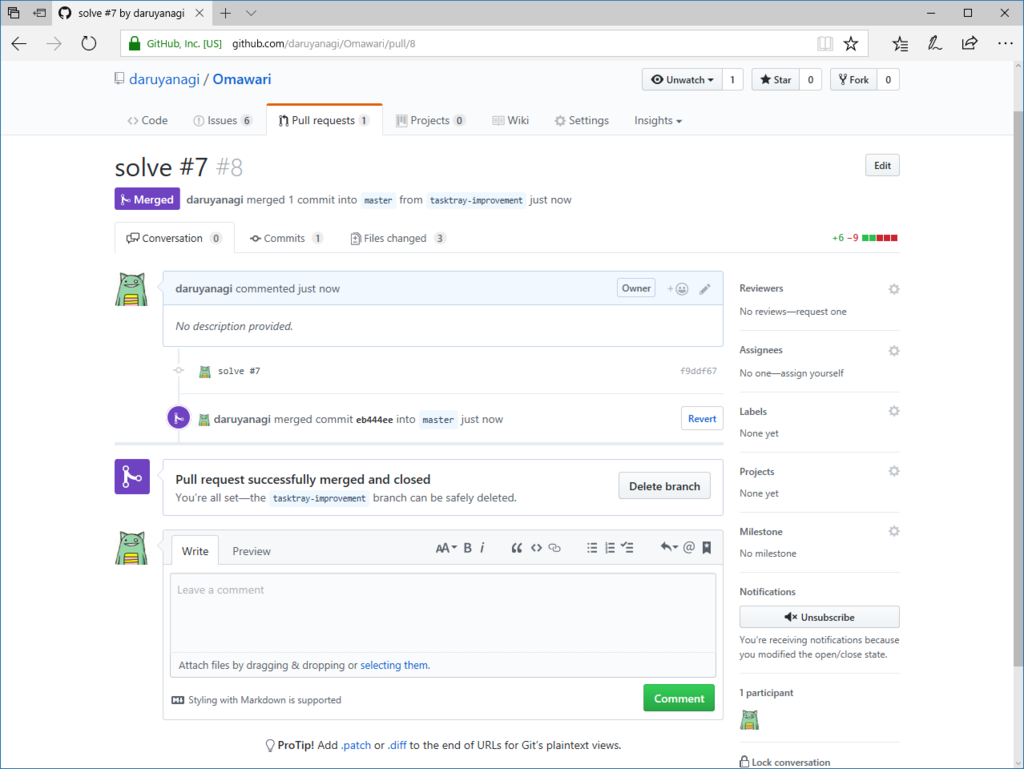 solve #7 by daruyanagi
GitHub, Inc. [US] github.com/daruyanagi/Omawari/pull/8
daruyanagi / Omawari
Unwatch 1 Star 0 Fork 0
Code Issues 6 Pull requests 1 Projects 0 Wiki Settings Insights
solve #7 #8
Edit
Merged daruyanagi merged 1 commit into master from tasktray-improvement just now
Conversation 0 Commits 1 Files changed 3
+6 −9
daruyanagi commented just now
Owner
No description provided.
solve #7
f9ddf67
daruyanagi merged commit eb444ee into master just now
Revert
Pull request successfully merged and closed
You're all set—the tasktray-improvement branch can be safely deleted.
Delete branch
Write Preview
AA B i
Leave a comment
Attach files by dragging & dropping or selecting them.
Styling with Markdown is supported
Comment
ProTip! Add .patch or .diff to the end of URLs for Git's plaintext views.
Reviewers
No reviews—request one
Assignees
No one—assign yourself
Labels
None yet
Projects
None yet
Milestone
No milestone
Notifications
Unsubscribe
You're receiving notifications because
you modified the open/close state.
1 participant
Lock conversation